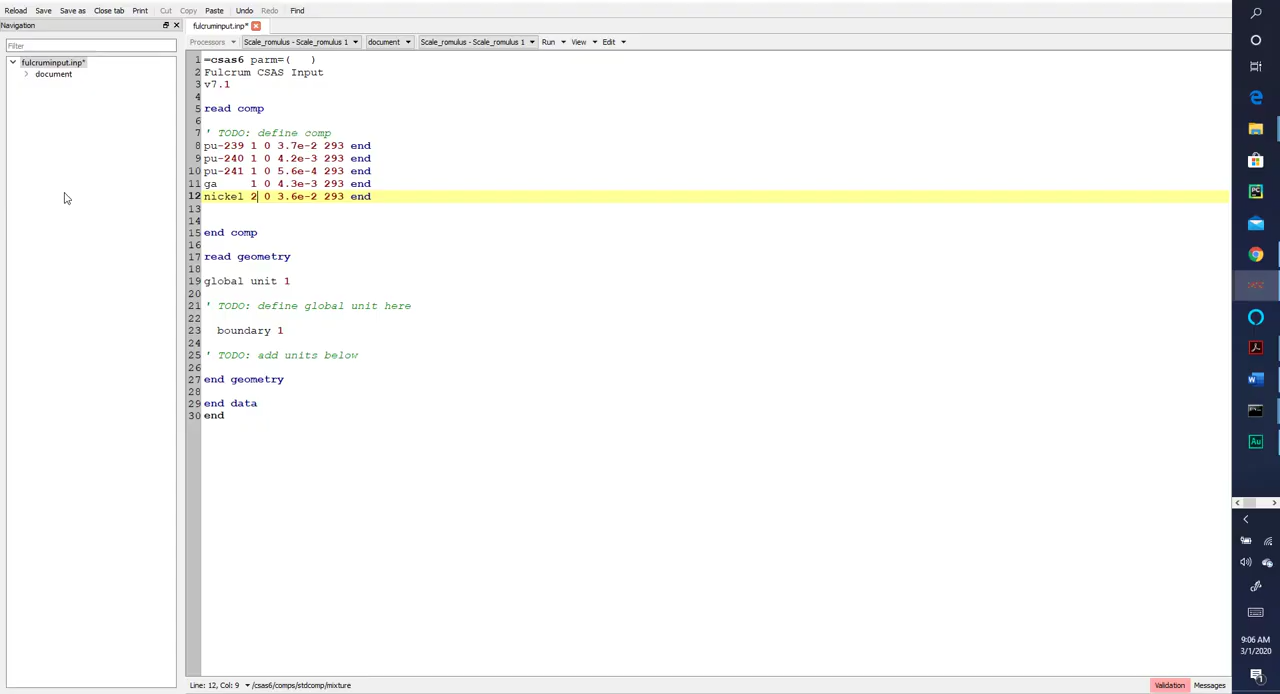 Reload Save Save as Close tab Print Cut Copy Paste Undo Redo Find
Navigation
fulcruminput.inp*
Filter
Processors Scale_romulus - Scale_romulus 1 document Scale_romulus - Scale_romulus 1 Run View Edit
fulcruminput.inp*
document
1 =csas6 parm=(   )
2 Fulcrum CSAS Input
3 v7.1
4
5 read comp
6
7 ' TODO: define comp
8 pu-239 1 0 3.7e-2 293 end
9 pu-240 1 0 4.2e-3 293 end
10 pu-241 1 0 5.6e-4 293 end
11 ga     1 0 4.3e-3 293 end
12 nickel 2 0 3.6e-2 293 end
13
14
15 end comp
16
17 read geometry
18
19 global unit 1
20
21 ' TODO: define global unit here
22
23   boundary 1
24
25 ' TODO: add units below
26
27 end geometry
28
29 end data
30 end
Line: 12, Col: 9 /csas6/comps/stdcomp/mixture
Validation Messages
PC
W
Au
9:06 AM
3/1/2020
1